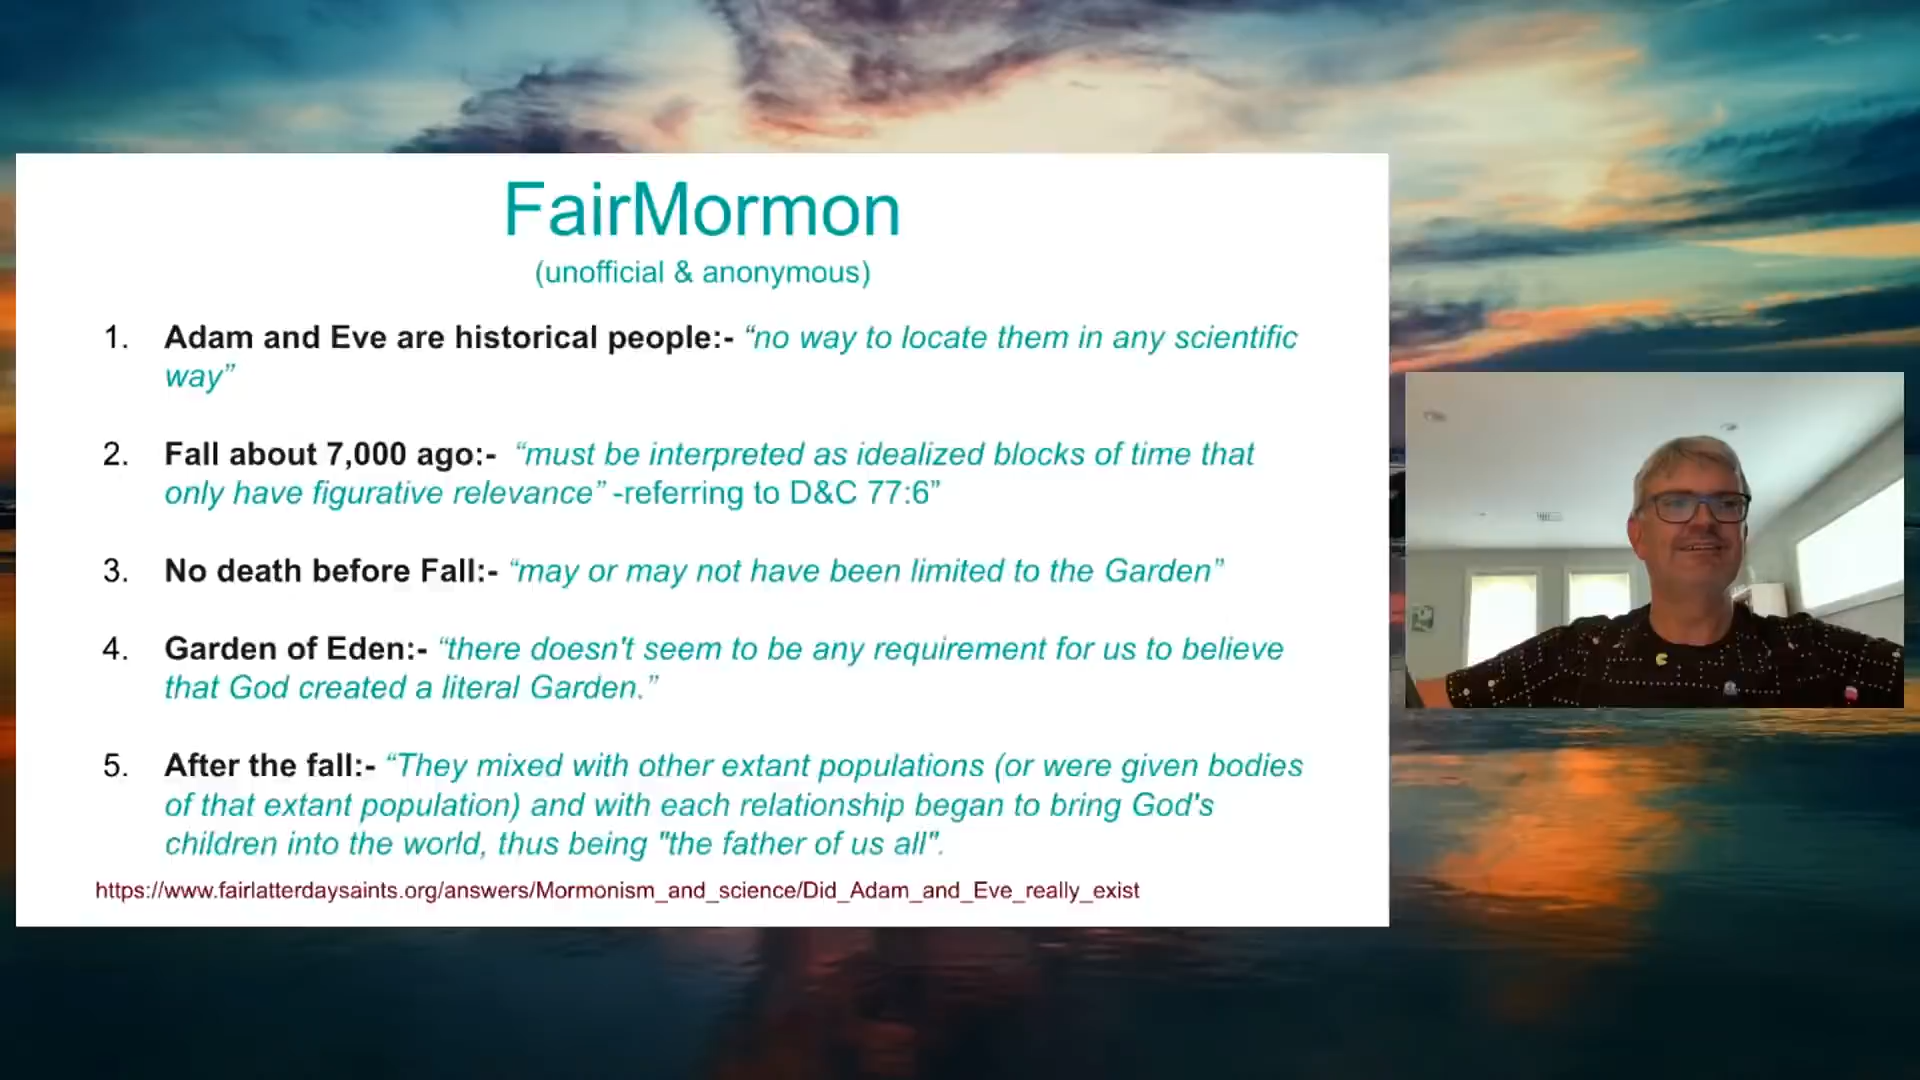 FairMormon
(unofficial & anonymous)
1. Adam and Eve are historical people:- “no way to locate them in any scientific
way”
2. Fall about 7,000 ago:- “must be interpreted as idealized blocks of time that
only have figurative relevance” -referring to D&C 77:6”
3. No death before Fall:- “may or may not have been limited to the Garden”
4. Garden of Eden:- “there doesn't seem to be any requirement for us to believe
that God created a literal Garden.”
5. After the fall:- “They mixed with other extant populations (or were given bodies
of that extant population) and with each relationship began to bring God's
children into the world, thus being "the father of us all".
https://www.fairlatterdaysaints.org/answers/Mormonism_and_science/Did_Adam_and_Eve_really_exist